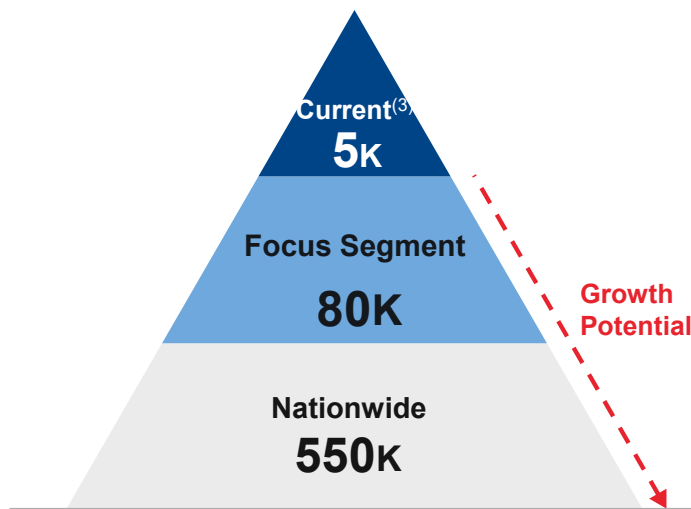 Current(3)
5K
Focus Segment
80K
Growth
Potential
Nationwide
550K